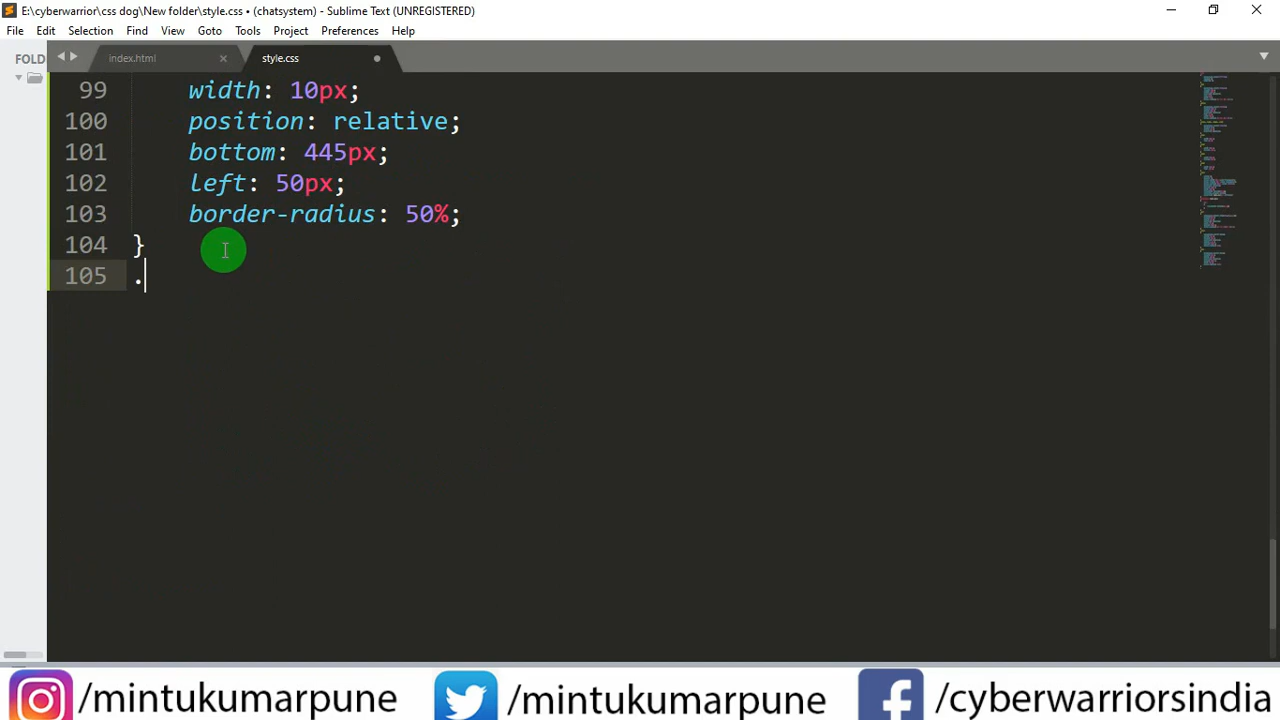 E:\cyberwarrior\css dog\New folder\style.css • (chatsystem) - Sublime Text (UNREGISTERED)
File Edit Selection Find View Goto Tools Project Preferences Help
FOLD
index.html
style.css
99 width: 10px;
100 position: relative;
101 bottom: 445px;
102 left: 50px;
103 border-radius: 50%;
104 }
105 .
/mintukumarpune /mintukumarpune /cyberwarriorsindia